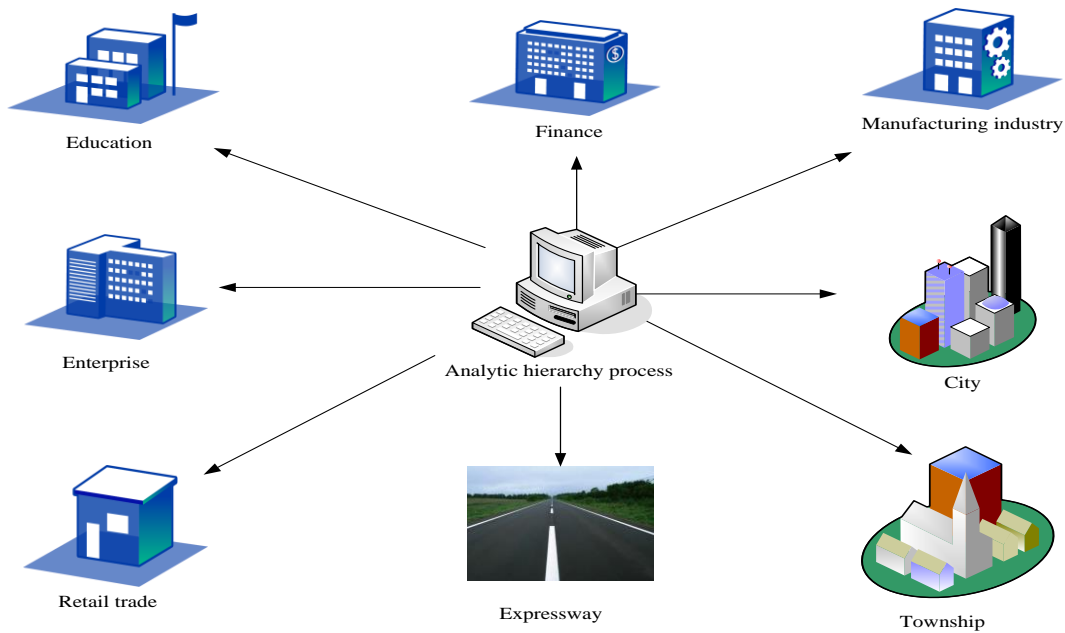 Education
Finance
Manufacturing industry
$
Enterprise
Analytic hierarchy process
City
Retail trade
Expressway
Township